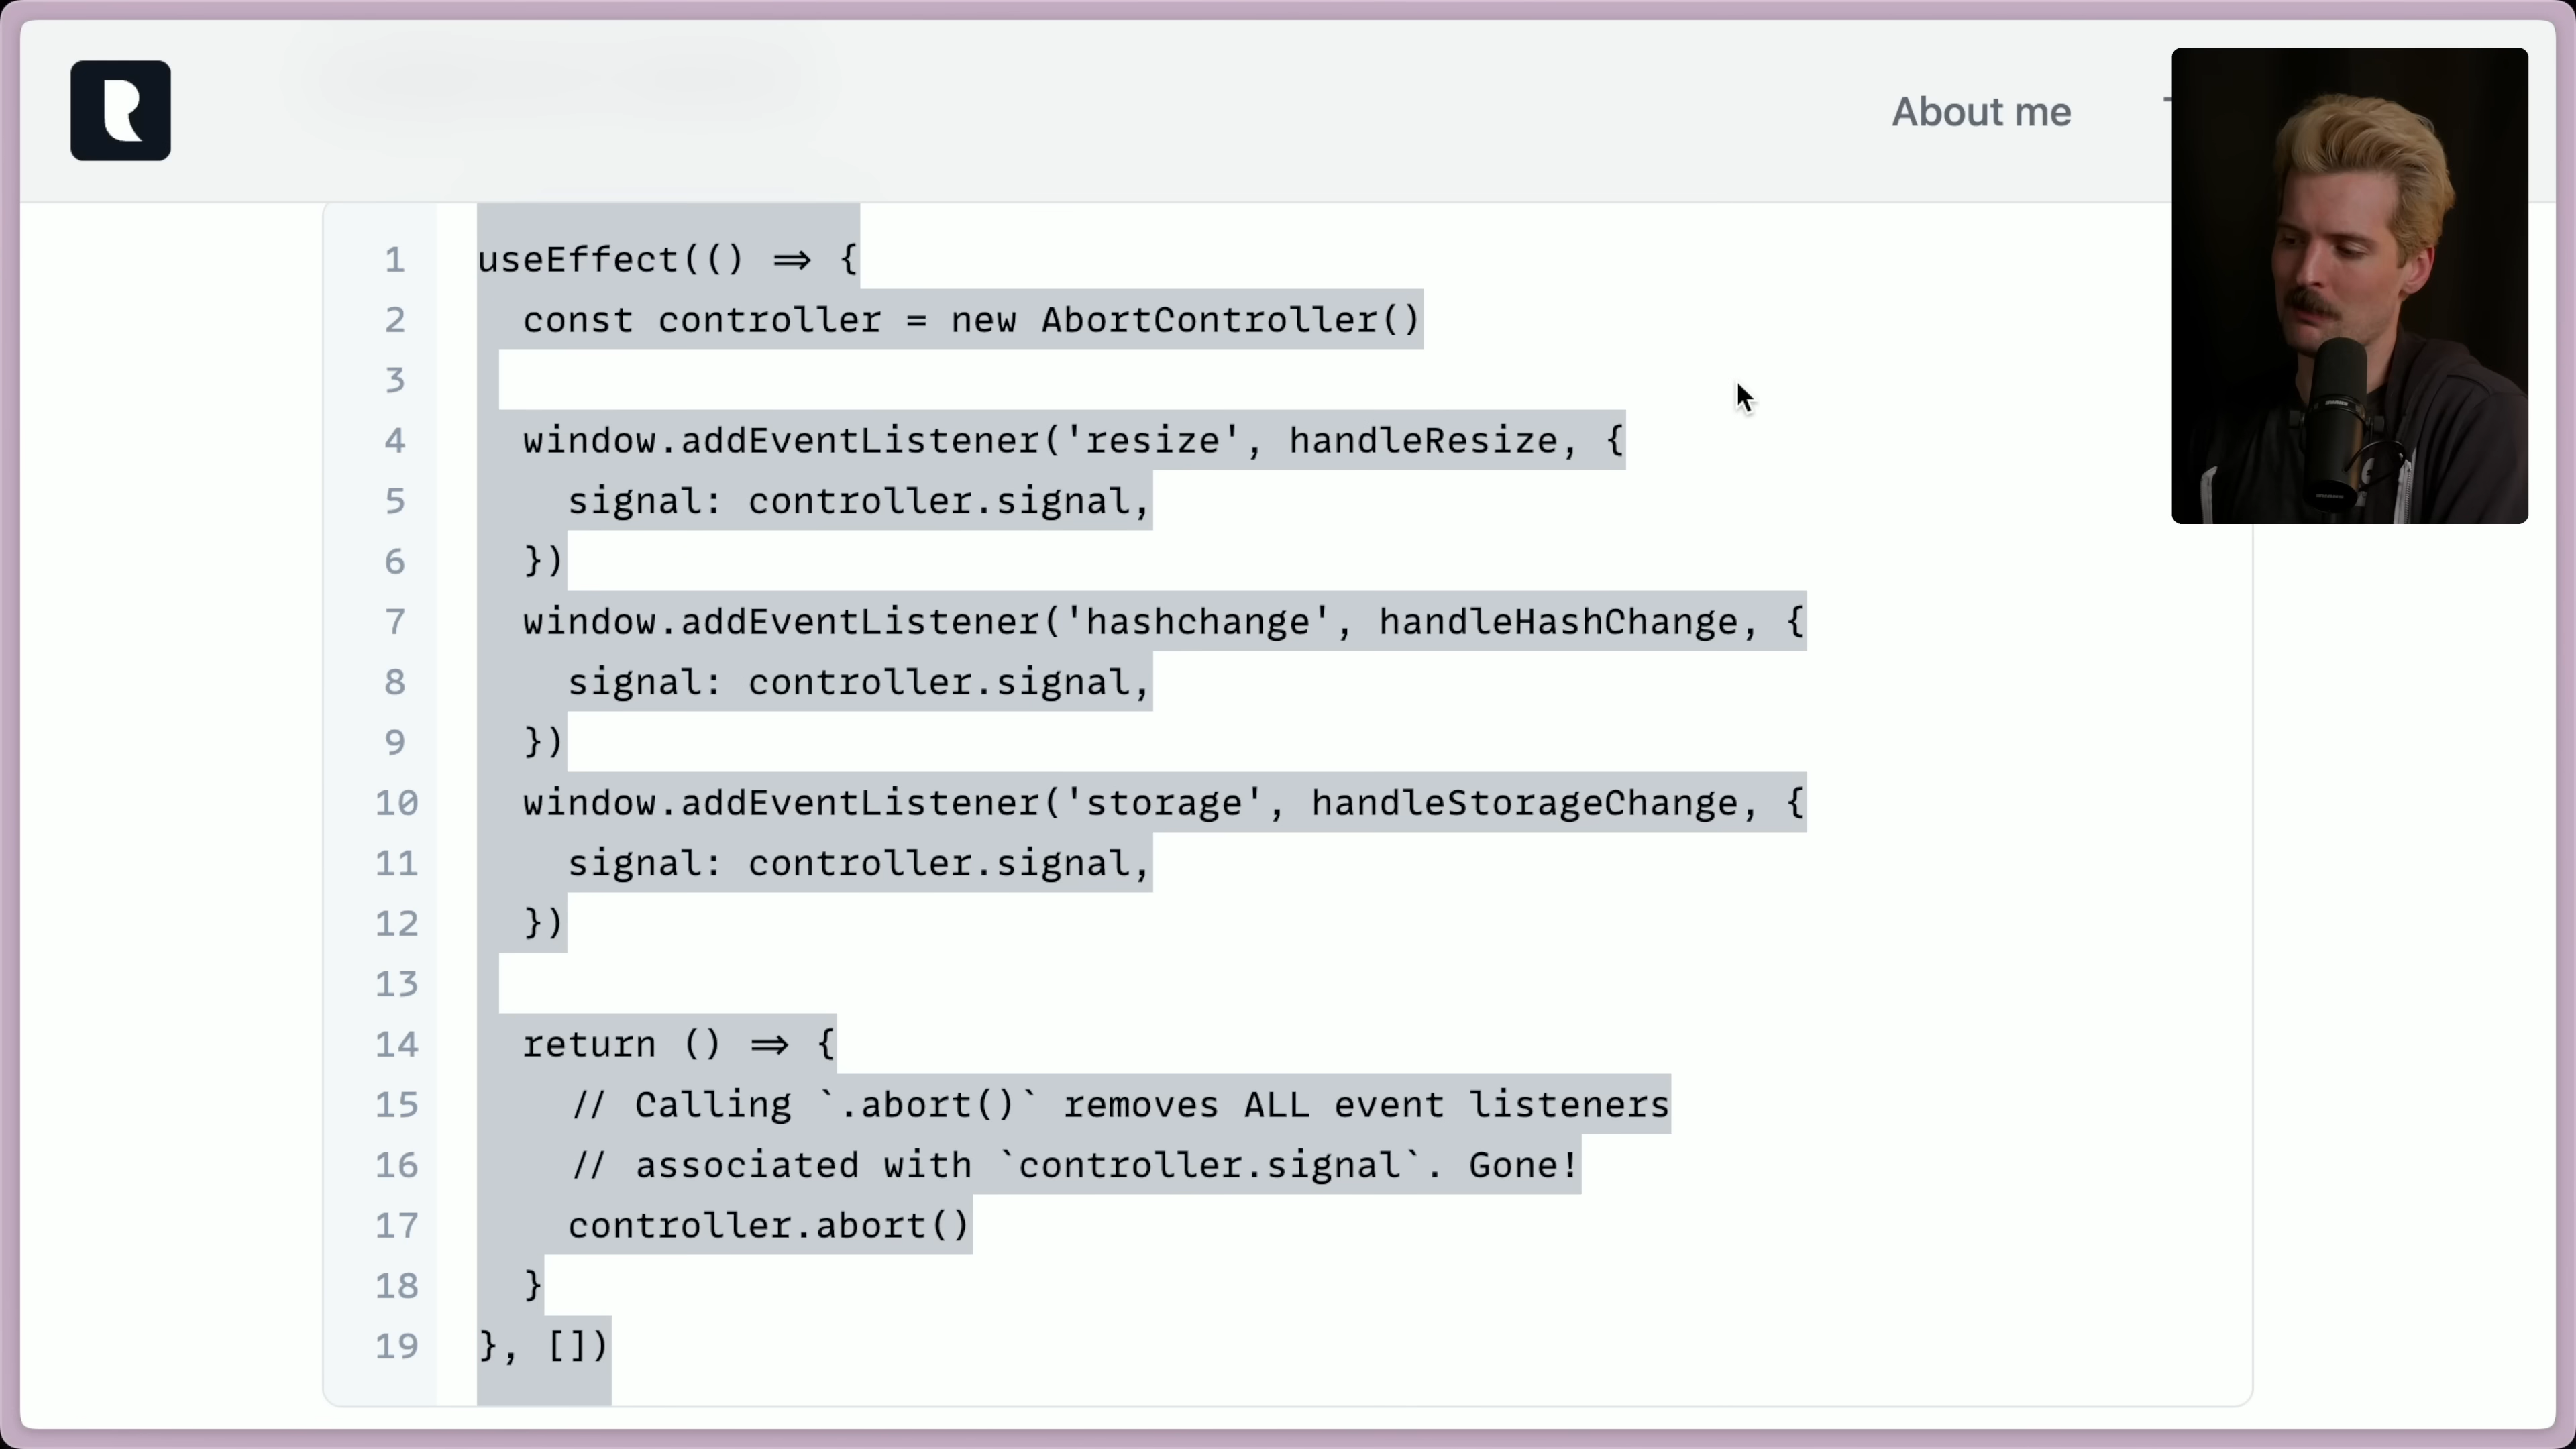 About me
1 useEffect(() => {
2 const controller = new AbortController()
3
4 window.addEventListener('resize', handleResize, {
5 signal: controller.signal,
6 })
7 window.addEventListener('hashchange', handleHashChange, {
8 signal: controller.signal,
9 })
10 window.addEventListener('storage', handleStorageChange, {
11 signal: controller.signal,
12 })
13
14 return () => {
15 // Calling `.abort()` removes ALL event listeners
16 // associated with `controller.signal`. Gone!
17 controller.abort()
18 }
19 }, [])